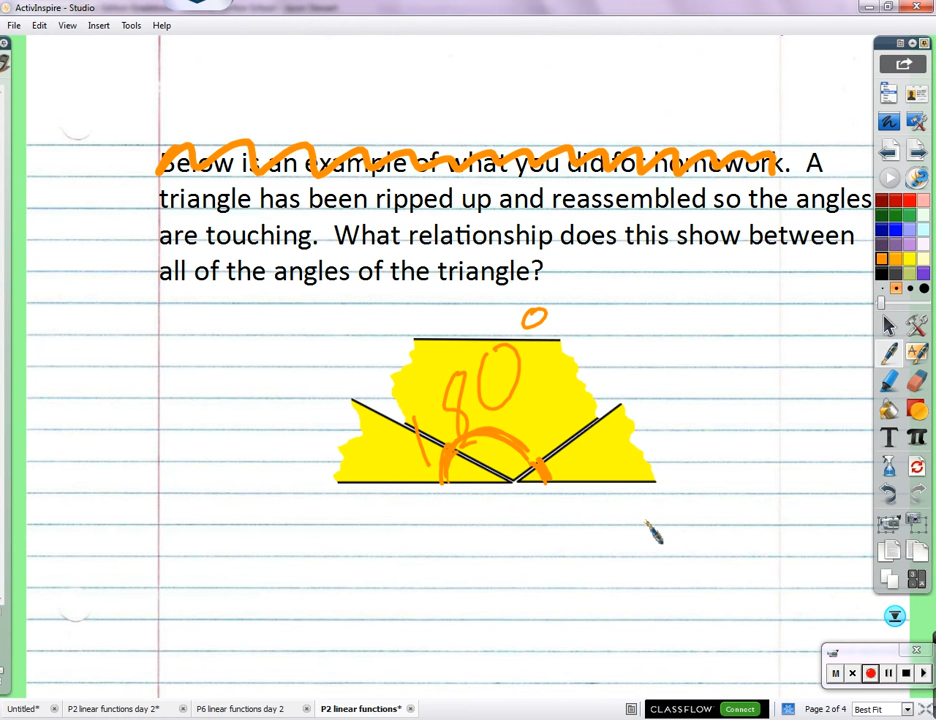 ActivInspire - Studio
File Edit View Insert Tools Help
Below is an example of what you did for homework. A
triangle has been ripped up and reassembled so the angles
are touching. What relationship does this show between
all of the angles of the triangle?
180°
M
Untitled* P2 linear functions day 2* P6 linear functions day 2 P2 linear functions* CLASSFLOW Connect Page 2 of 4 Best Fit